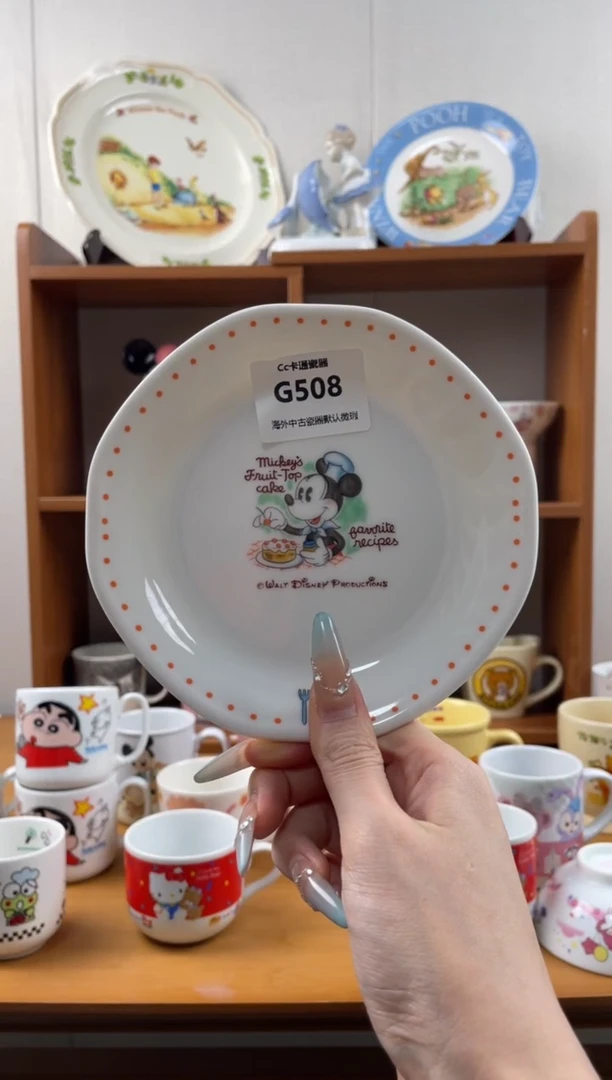 POOH
Cc卡通瓷器
G508
海外中古瓷器默认微瑕
Mickey's
Fruit-Top
cake
favorite
recipes
©WALT DISNEY PRODUCTIONS